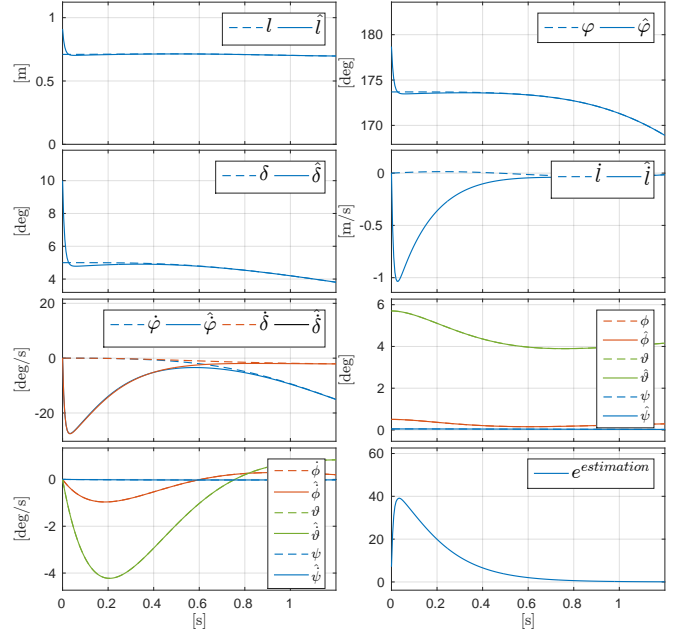 1
0.5
0
[m]
l l̂
175
170
[deg]
φ φ̂
10
8
6
4
[deg]
δ δ̂
0
-0.5
-1
[m/s]
l̇ l̇̂
20
0
-20
[deg/s]
φ̇ φ̇̂ δ̇ δ̇̂
6
4
2
0
[deg]
ϕ
ϕ̂
ϑ
ϑ̂
ψ
ψ̂
0
-2
-4
[deg/s]
ϕ̇
ϕ̇̂
ϑ
ϑ̇̂
ψ
ψ̇̂
0 0.2 0.4 0.6 0.8 1
[s]
60
40
20
0
e^{estimation}
0 0.2 0.4 0.6 0.8 1
[s]